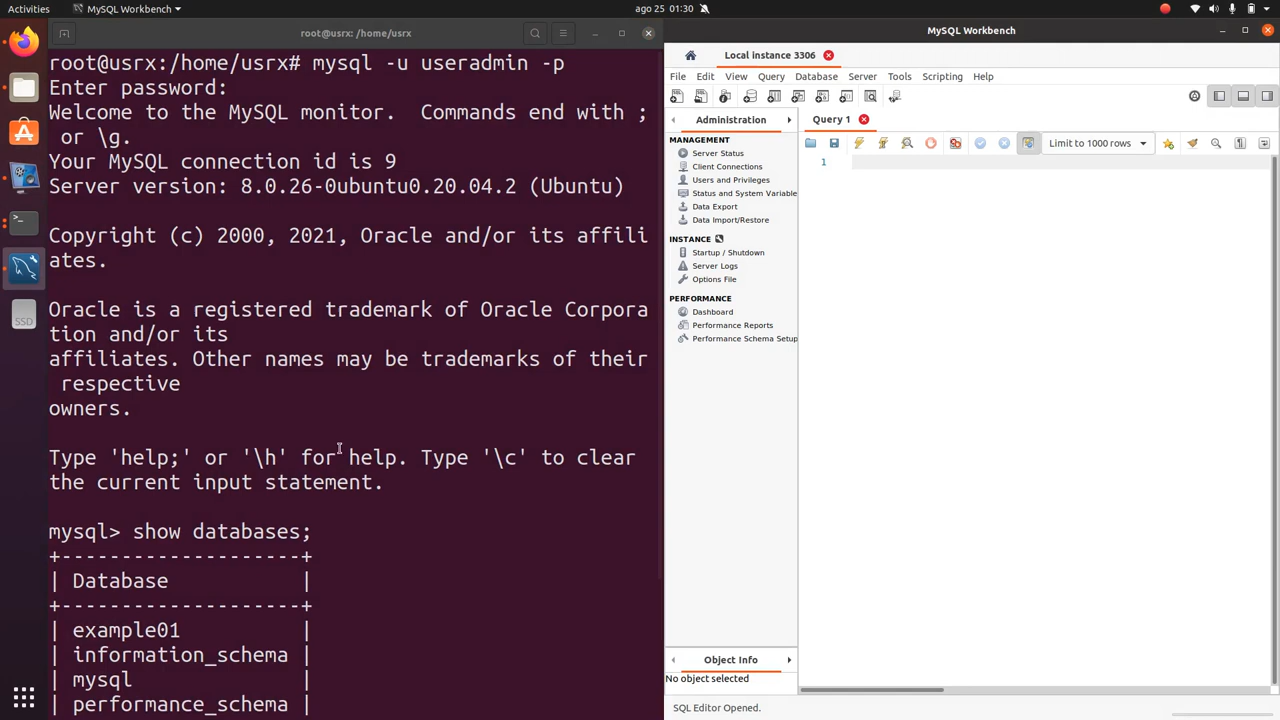 Activities
MySQL Workbench
ago 25 01:30
root@usrx: /home/usrx
root@usrx:/home/usrx# mysql -u useradmin -p
Enter password:
Welcome to the MySQL monitor.  Commands end with ;
 or \g.
Your MySQL connection id is 9
Server version: 8.0.26-0ubuntu0.20.04.2 (Ubuntu)
Copyright (c) 2000, 2021, Oracle and/or its affili
ates.
Oracle is a registered trademark of Oracle Corpora
tion and/or its
affiliates. Other names may be trademarks of their
 respective
owners.
Type 'help;' or '\h' for help. Type '\c' to clear
the current input statement.
mysql> show databases;
+--------------------+
| Database           |
+--------------------+
| example01          |
| information_schema |
| mysql              |
| performance_schema |
SSD
MySQL Workbench
Local instance 3306
File Edit View Query Database Server Tools Scripting Help
Administration
MANAGEMENT
Server Status
Client Connections
Users and Privileges
Status and System Variable
Data Export
Data Import/Restore
INSTANCE
Startup / Shutdown
Server Logs
Options File
PERFORMANCE
Dashboard
Performance Reports
Performance Schema Setup
Object Info
No object selected
Query 1
Limit to 1000 rows
1
SQL Editor Opened.